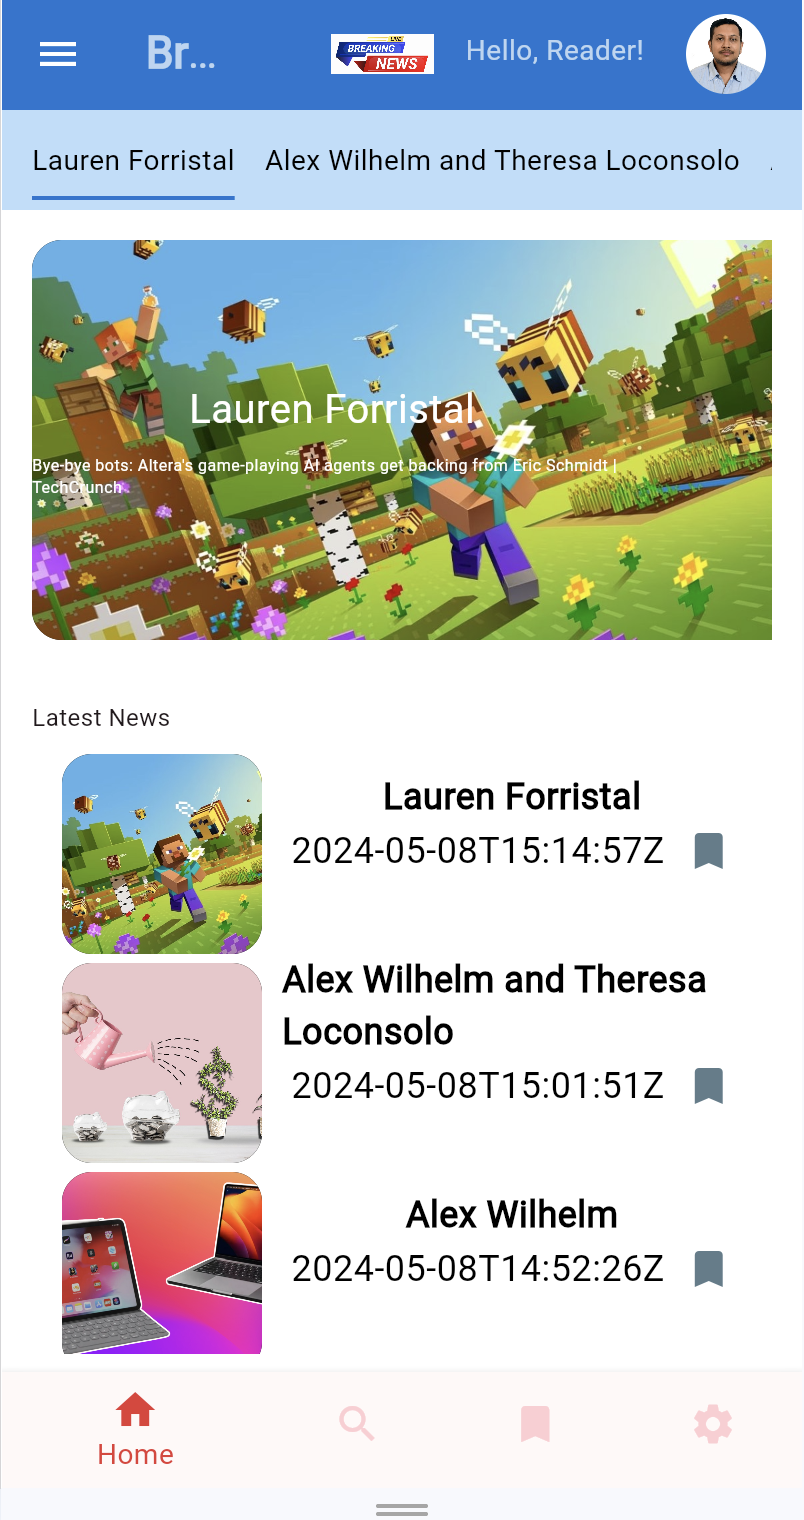 Br...
LIVE
BREAKING
NEWS
Hello, Reader!
Lauren Forristal
Alex Wilhelm and Theresa Loconsolo
Lauren Forristal
Bye-bye bots: Altera's game-playing AI agents get backing from Eric Schmidt |
TechCrunch
Latest News
Lauren Forristal
2024-05-08T15:14:57Z
Alex Wilhelm and Theresa
Loconsolo
2024-05-08T15:01:51Z
Alex Wilhelm
2024-05-08T14:52:26Z
Home